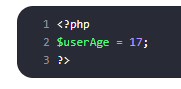 1 <?php
2 $userAge = 17;
3 ?>